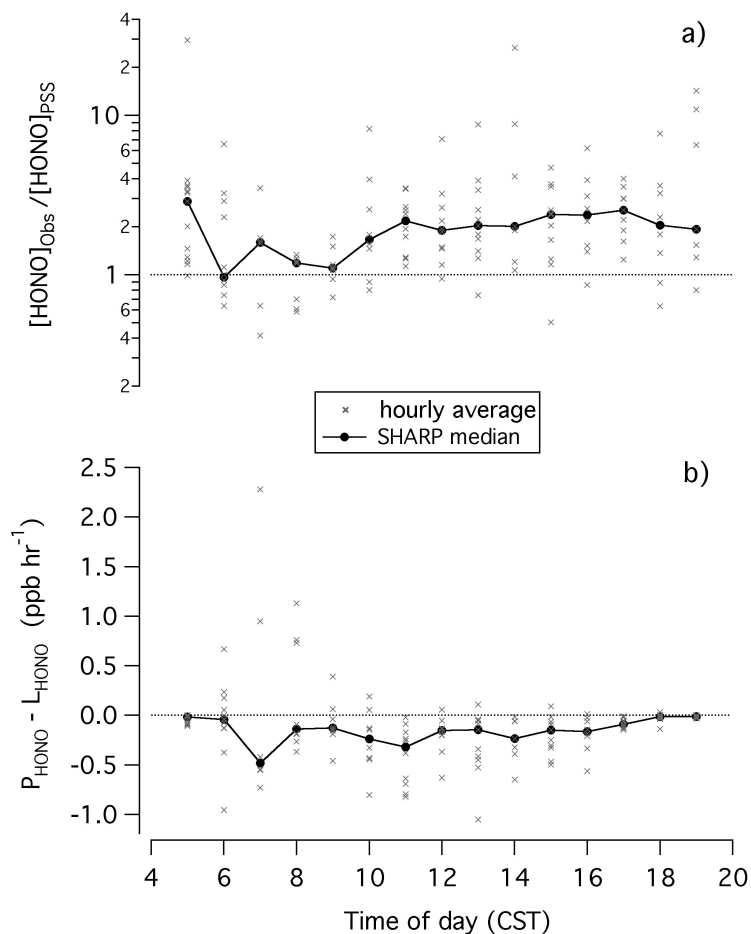 a)
4
2
10
6
4
2
1
6
4
2
[HONO]Obs /[HONO]PSS
hourly average
SHARP median
b)
2.5
2.0
1.5
1.0
0.5
0.0
-0.5
-1.0
PHONO - LHONO (ppb hr-1)
4 6 8 10 12 14 16 18 20
Time of day (CST)